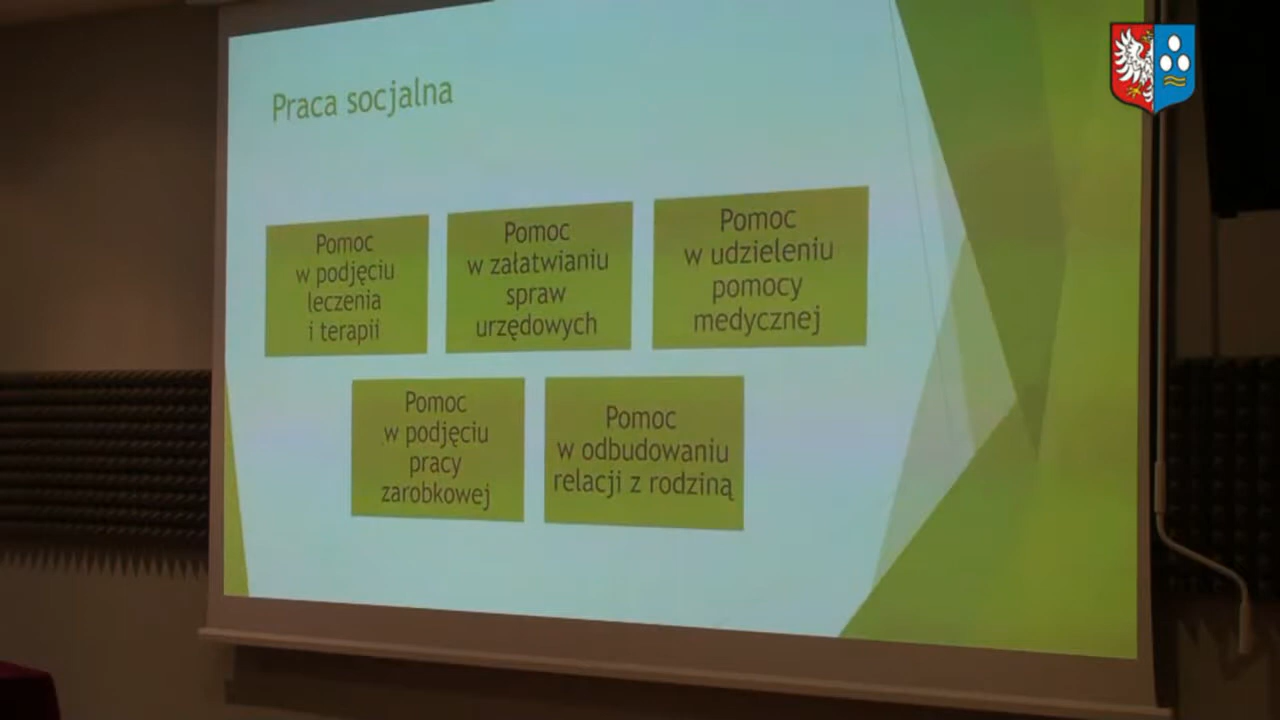 Praca socjalna
Pomoc
w podjęciu
leczenia
i terapii
Pomoc
w załatwianiu
spraw
urzędowych
Pomoc
w udzieleniu
pomocy
medycznej
Pomoc
w podjęciu
pracy
zarobkowej
Pomoc
w odbudowaniu
relacji z rodziną